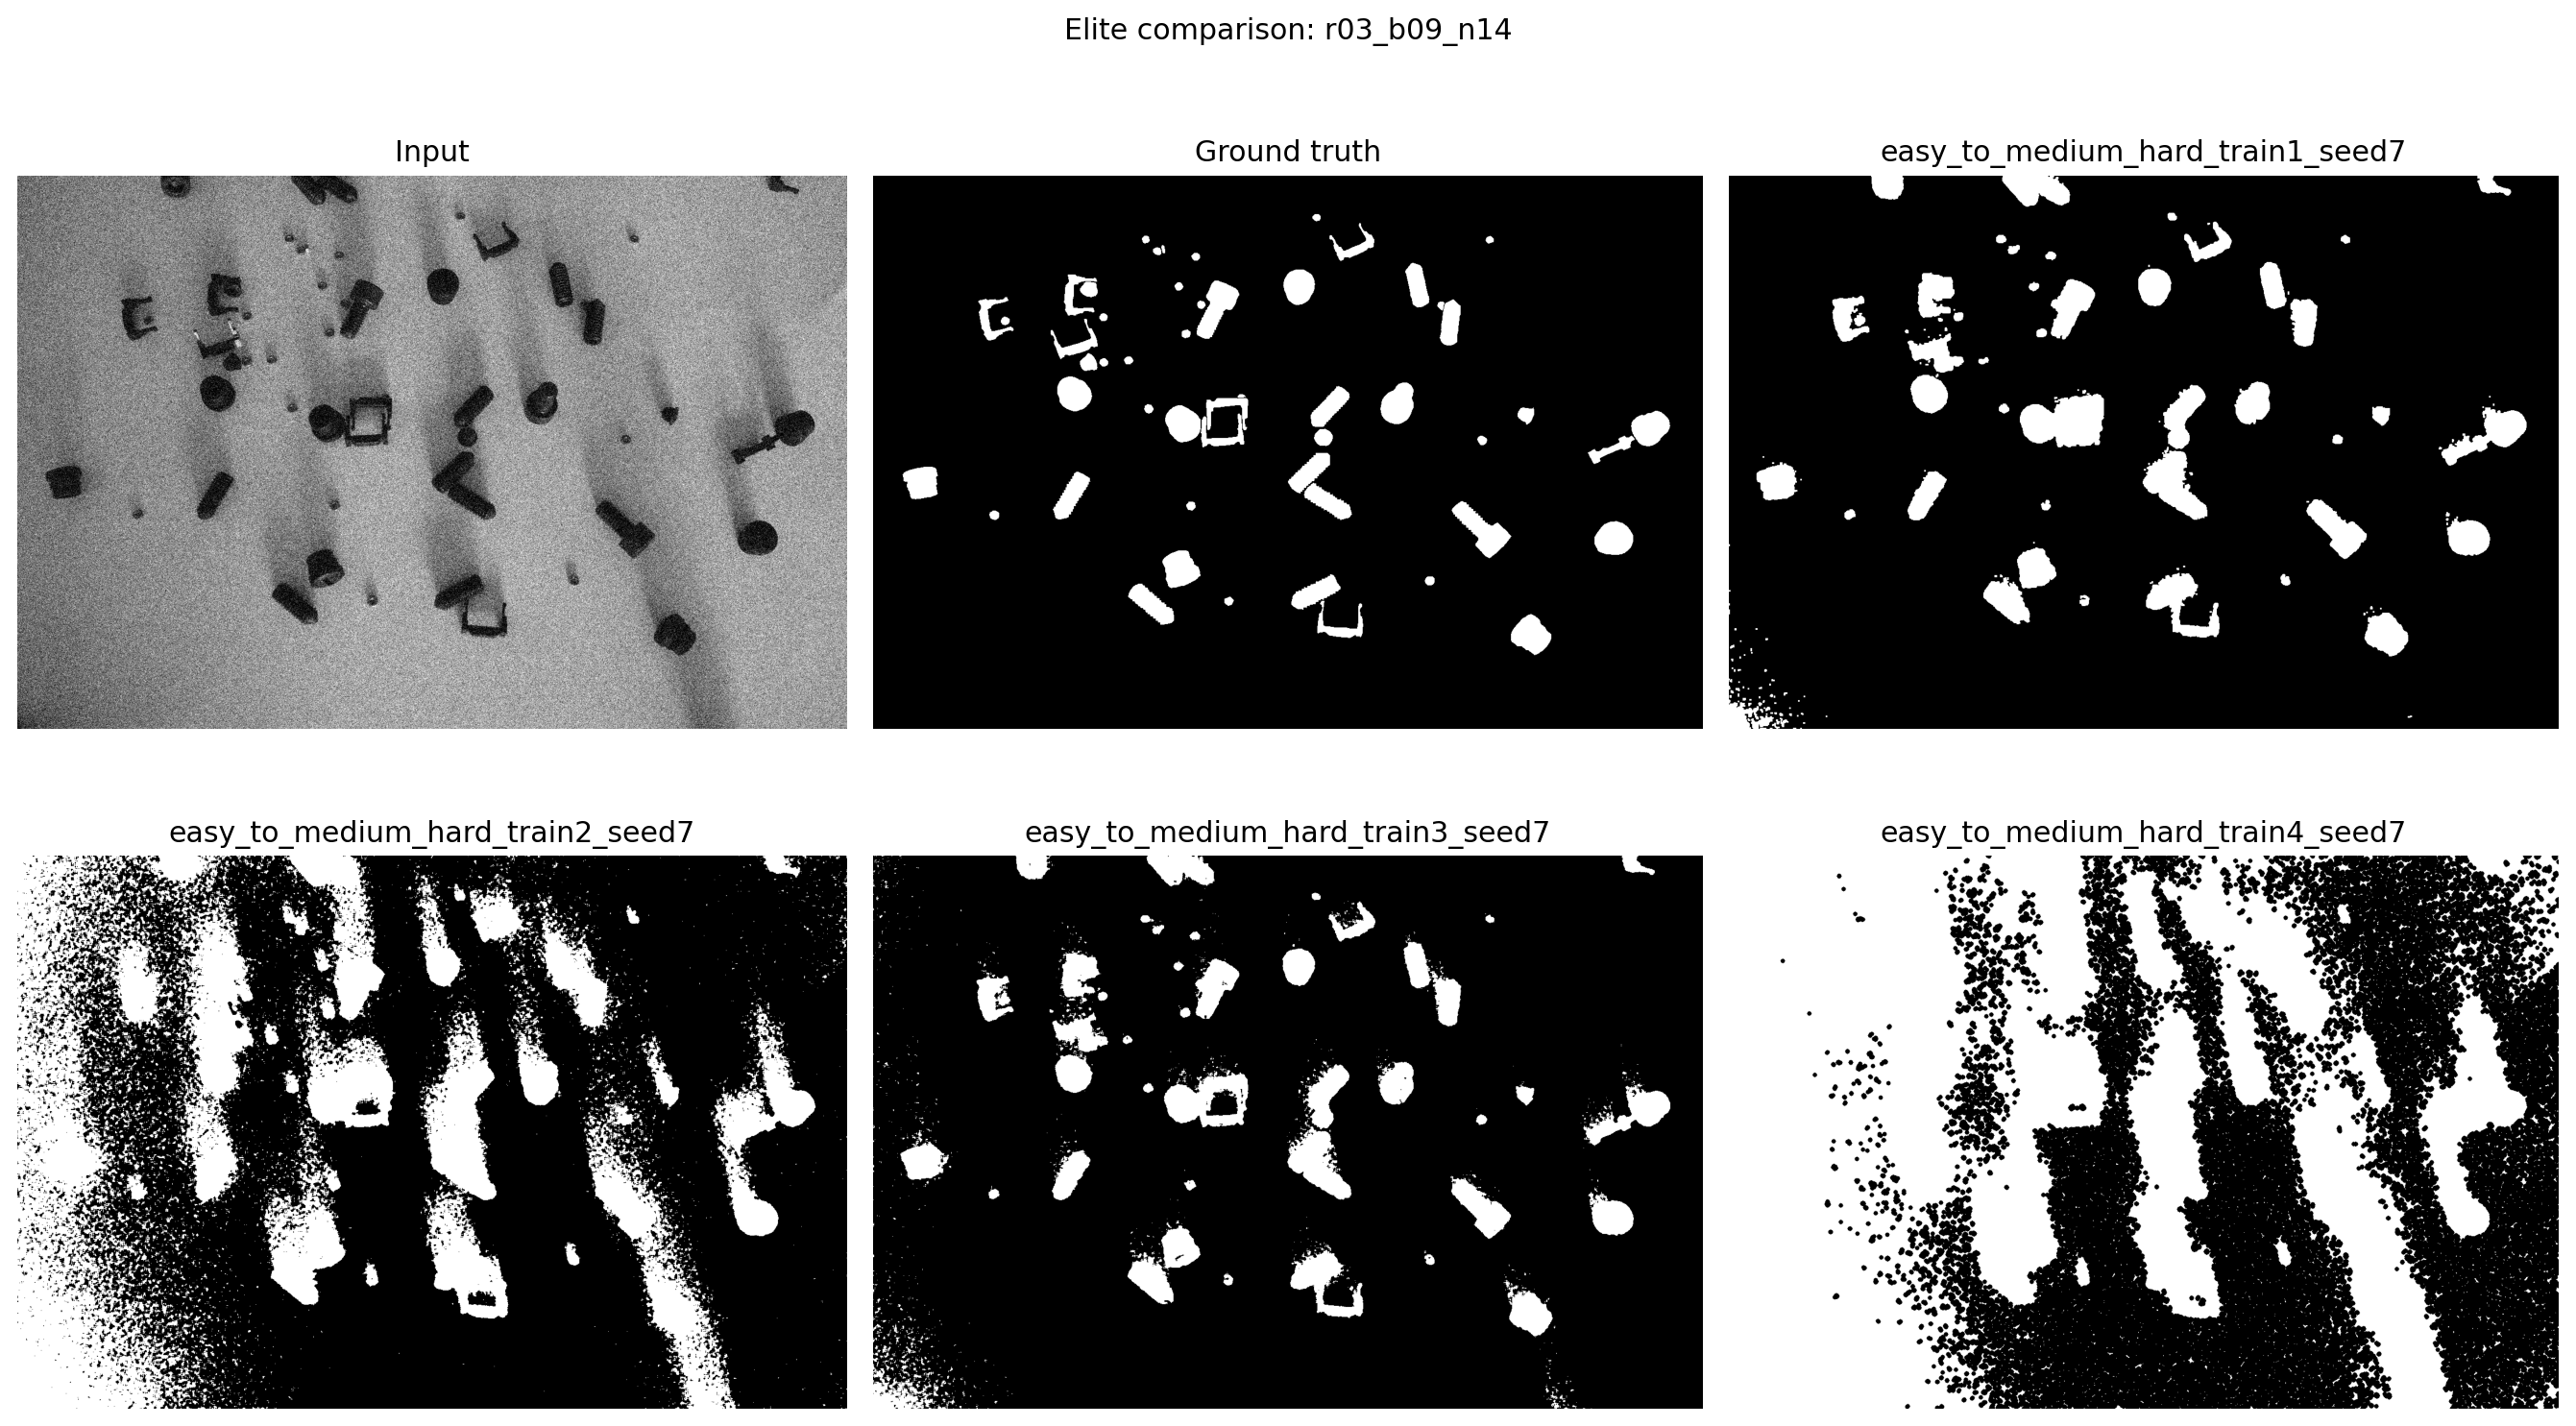 Elite comparison: r03_b09_n14
Input
Ground truth
easy_to_medium_hard_train1_seed7
easy_to_medium_hard_train2_seed7
easy_to_medium_hard_train3_seed7
easy_to_medium_hard_train4_seed7